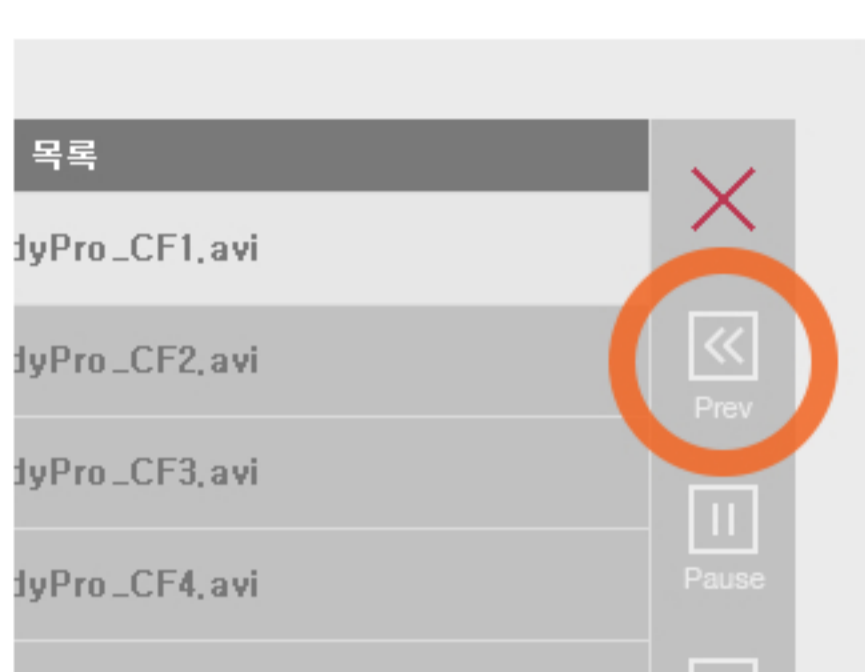 목록
dyPro_CF1.avi
dyPro_CF2.avi
Prev
dyPro_CF3.avi
Pause
dyPro_CF4.avi